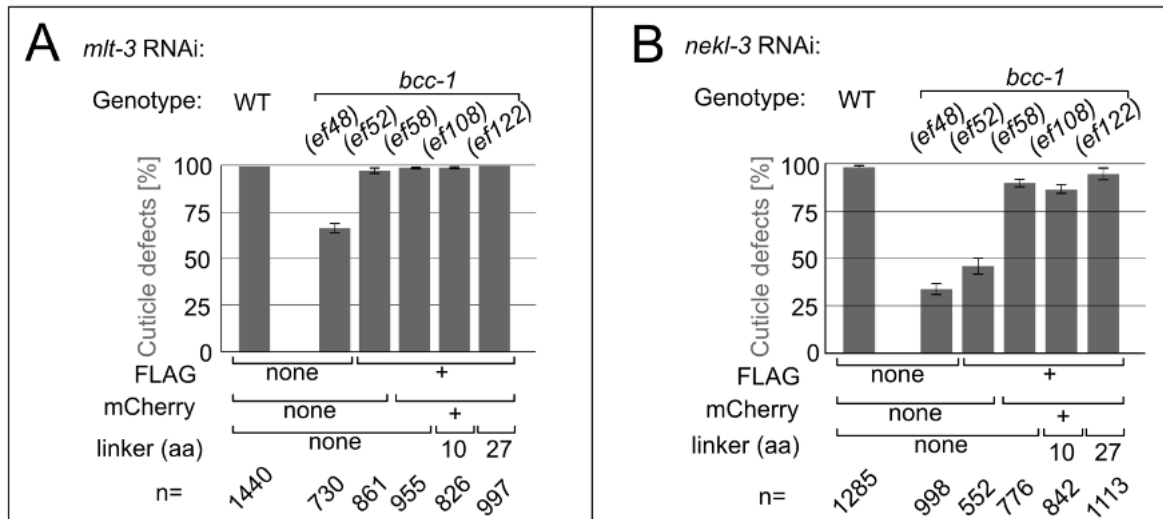 A mlt-3 RNAi:
bcc-1
Genotype: WT
(ef48) (ef52) (ef58) (ef108) (ef122)
Cuticle defects [%]
100
75
50
25
0
FLAG none +
mCherry none +
linker (aa) none 10 27
n= 1440 730 861 955 826 997
B nekl-3 RNAi:
bcc-1
Genotype: WT
(ef48) (ef52) (ef58) (ef108) (ef122)
Cuticle defects [%]
100
75
50
25
0
FLAG none +
mCherry none +
linker (aa) none 10 27
n= 1285 998 552 776 842 1113